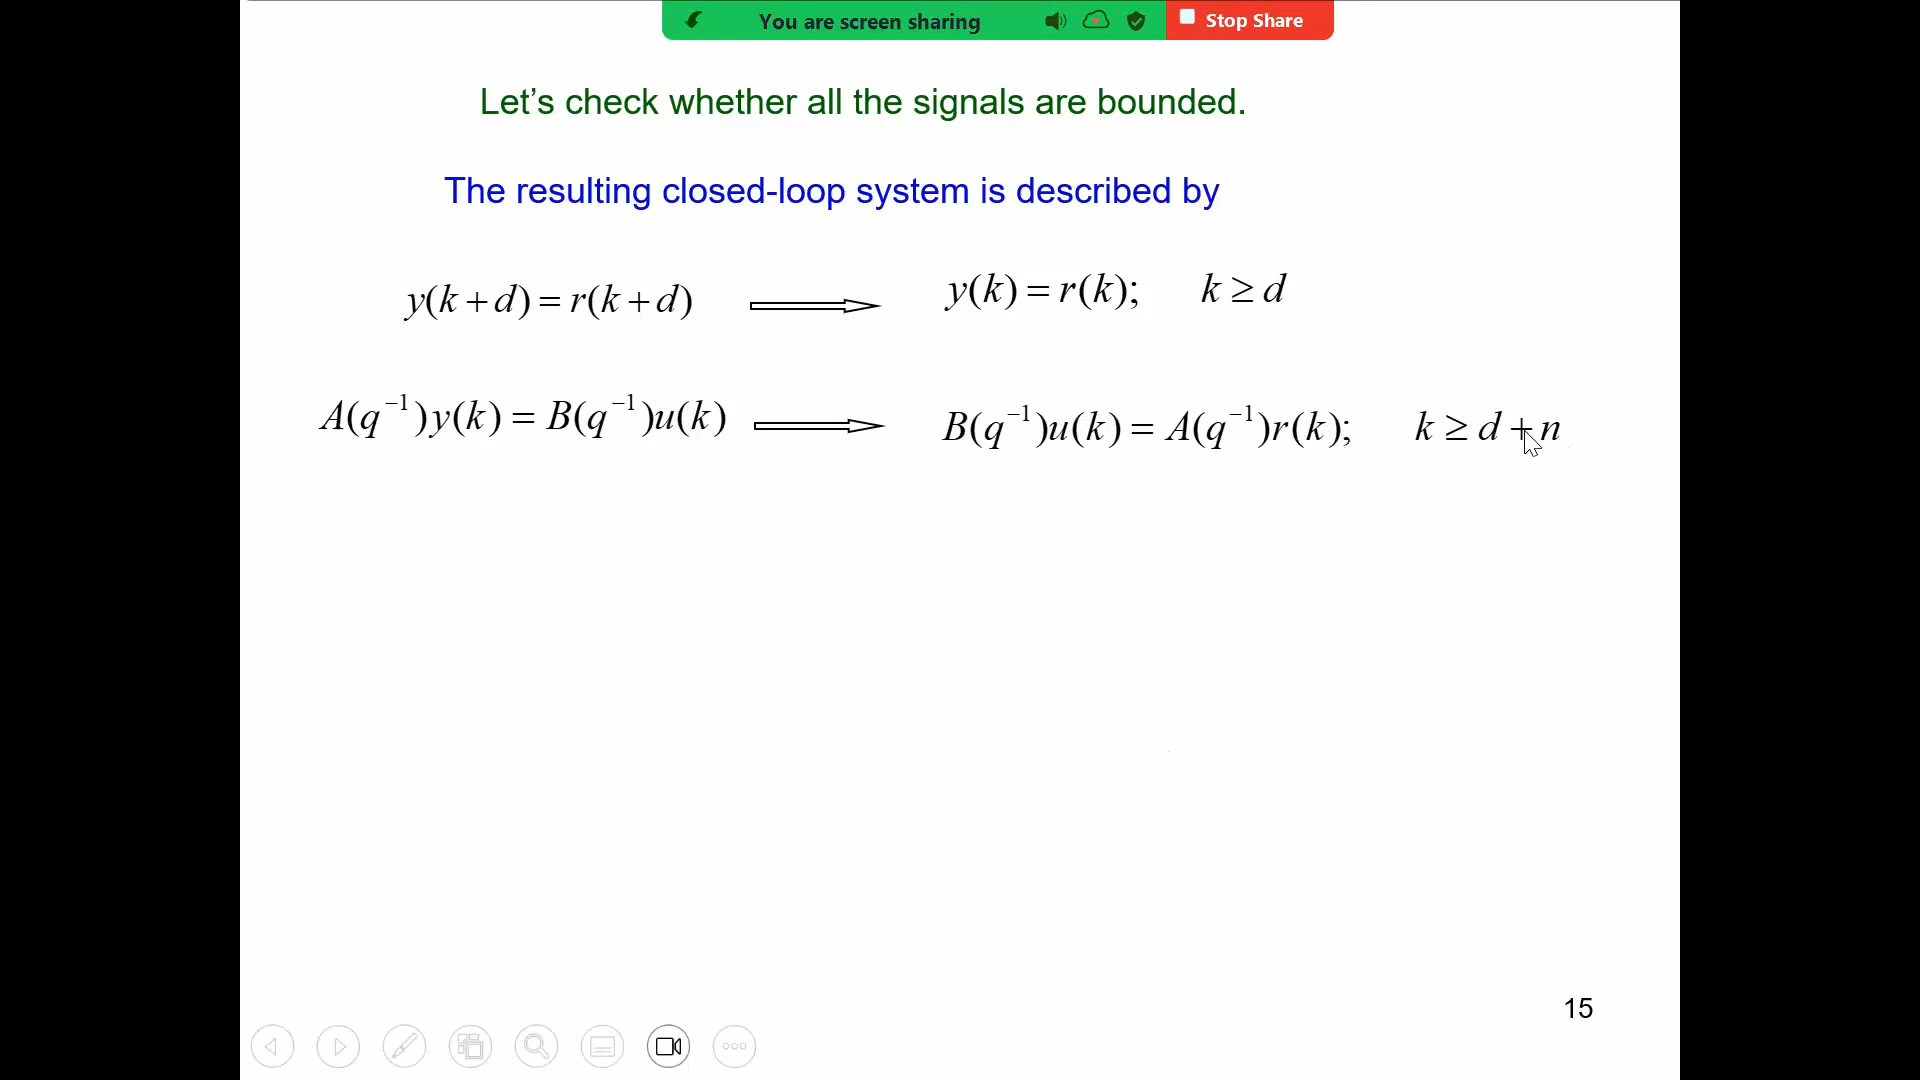 You are screen sharing Stop Share
Let’s check whether all the signals are bounded.
The resulting closed-loop system is described by
y(k + d) = r(k + d) y(k) = r(k); k ≥ d
A(q⁻¹)y(k) = B(q⁻¹)u(k) B(q⁻¹)u(k) = A(q⁻¹)r(k); k ≥ d + n
15